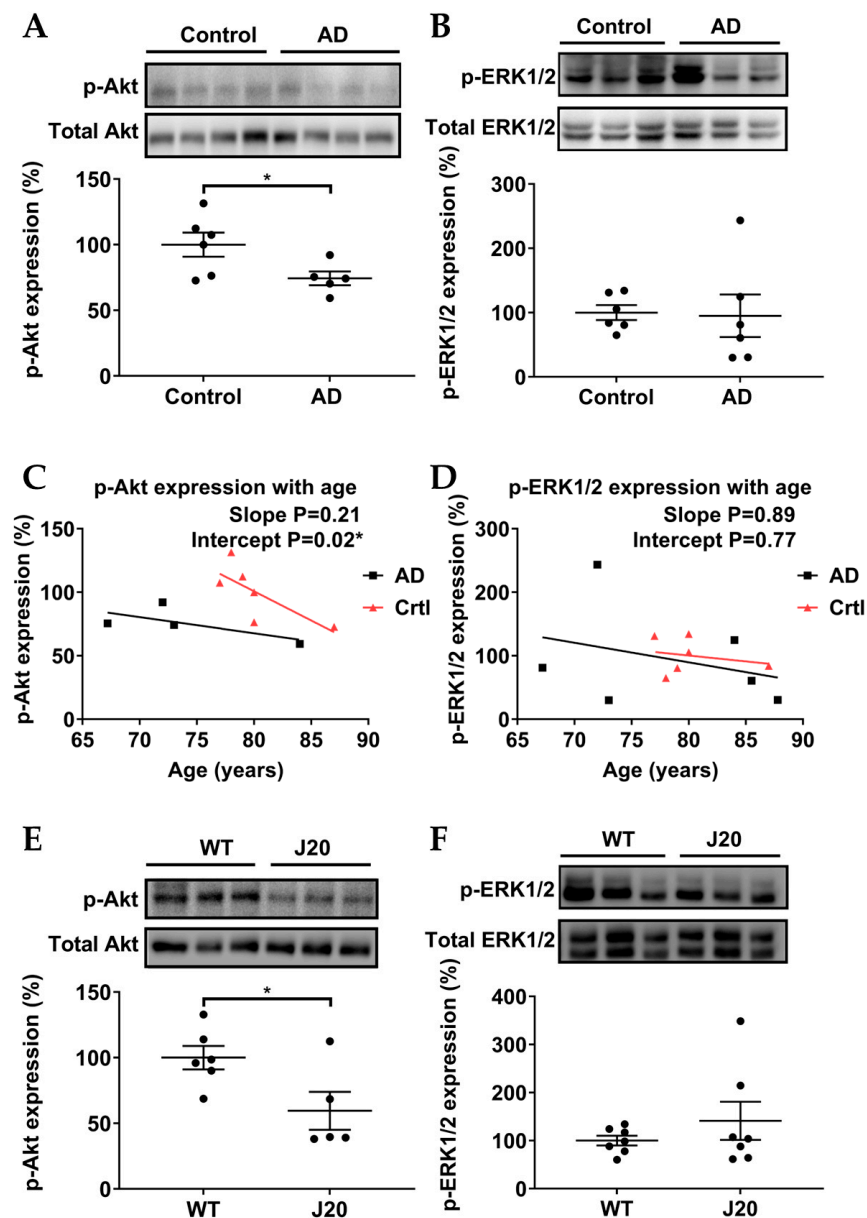 A
Control AD
p-Akt
Total Akt
p-Akt expression (%)
150
100
50
0
*
Control AD
B
Control AD
p-ERK1/2
Total ERK1/2
p-ERK1/2 expression (%)
300
200
100
0
Control AD
C
p-Akt expression with age
Slope P=0.21
Intercept P=0.02*
p-Akt expression (%)
150
100
50
0
AD
Crtl
65 70 75 80 85 90
Age (years)
D
p-ERK1/2 expression with age
Slope P=0.89
Intercept P=0.77
p-ERK1/2 expression (%)
300
200
100
0
AD
Crtl
65 70 75 80 85 90
Age (years)
E
WT J20
p-Akt
Total Akt
p-Akt expression (%)
150
100
50
0
*
WT J20
F
WT J20
p-ERK1/2
Total ERK1/2
p-ERK1/2 expression (%)
400
300
200
100
0
WT J20